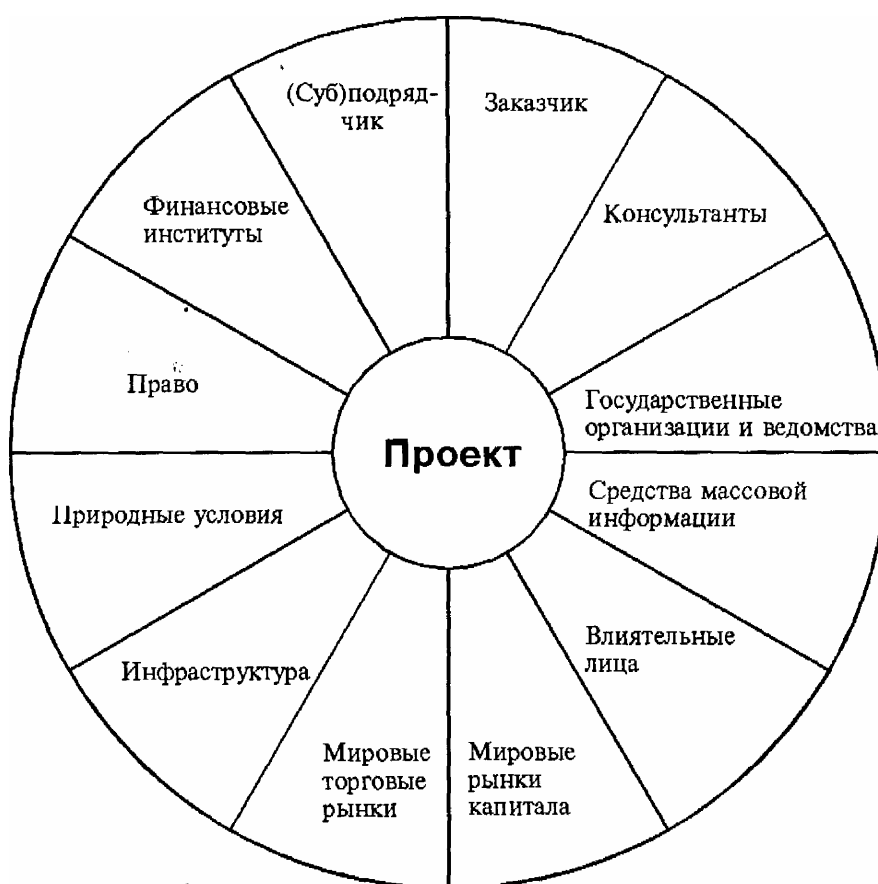 (Суб)подряд-
чик
Заказчик
Консультанты
Государственные
организации и ведомства
Средства массовой
информации
Влиятельные
лица
Мировые
рынки
капитала
Мировые
торговые
рынки
Инфраструктура
Природные условия
Право
Финансовые
институты
Проект